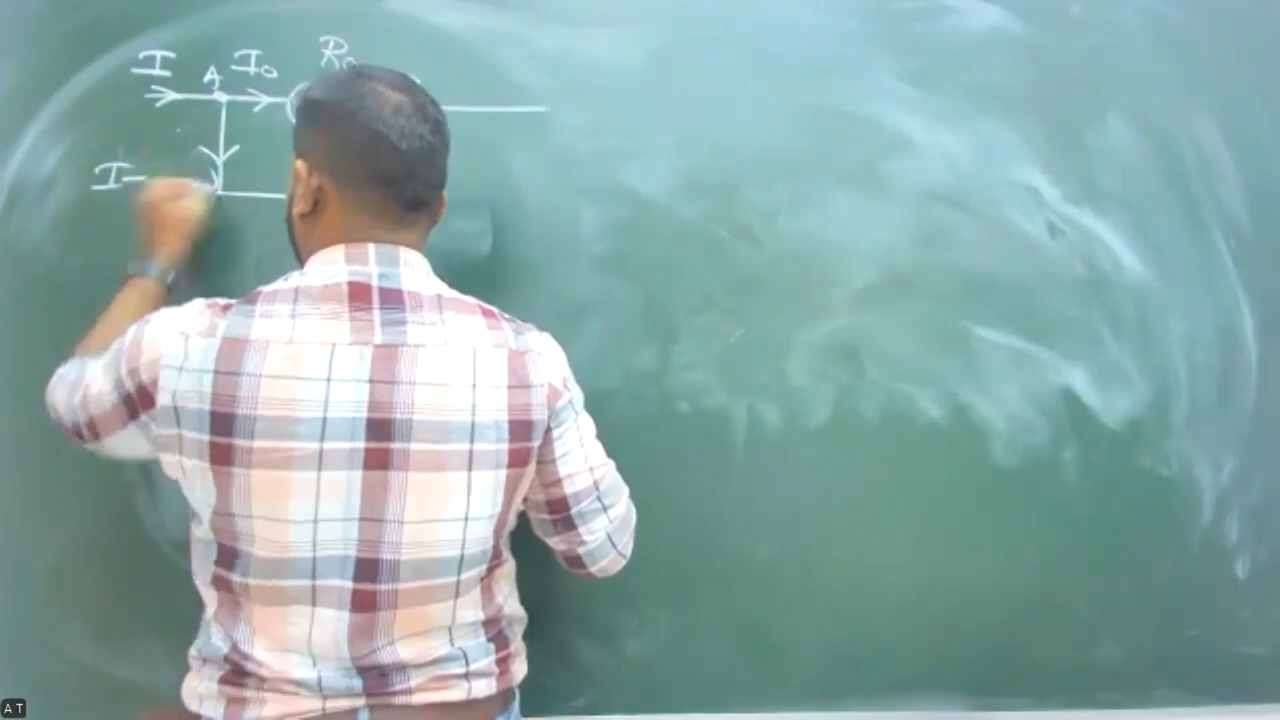 I A I₀ R₀
I-
A T